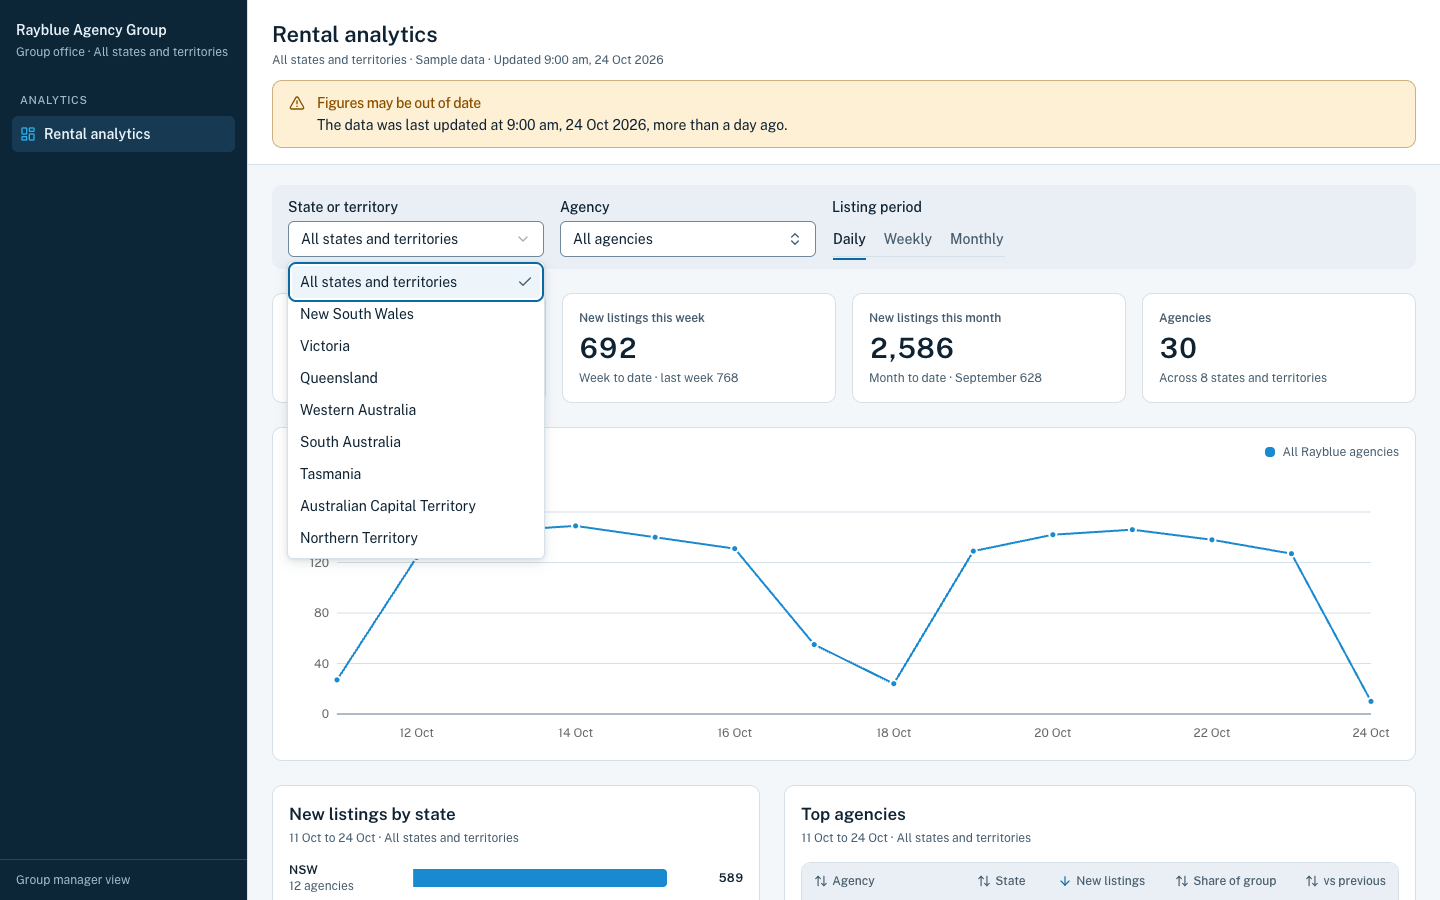 Rayblue Agency Group
Group office · All states and territories
ANALYTICS
Rental analytics
Group manager view
Rental analytics
All states and territories · Sample data · Updated 9:00 am, 24 Oct 2026
Figures may be out of date
The data was last updated at 9:00 am, 24 Oct 2026, more than a day ago.
State or territory
Agency
Listing period
All states and territories
All agencies
Daily
Weekly
Monthly
All states and territories
New South Wales
Victoria
Queensland
Western Australia
South Australia
Tasmania
Australian Capital Territory
Northern Territory
New listings this week
692
Week to date · last week 768
New listings this month
2,586
Month to date · September 628
Agencies
30
Across 8 states and territories
All Rayblue agencies
120
80
40
0
12 Oct
14 Oct
16 Oct
18 Oct
20 Oct
22 Oct
24 Oct
New listings by state
11 Oct to 24 Oct · All states and territories
NSW
12 agencies
589
Top agencies
11 Oct to 24 Oct · All states and territories
Agency
State
New listings
Share of group
vs previous